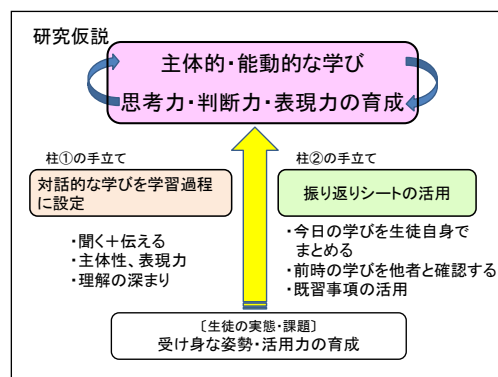 研究仮説
主体的・能動的な学び
思考力・判断力・表現力の育成
柱①の手立て
対話的な学びを学習過程
に設定
・聞く＋伝える
・主体性、表現力
・理解の深まり
柱②の手立て
振り返りシートの活用
・今日の学びを生徒自身で
まとめる
・前時の学びを他者と確認する
・既習事項の活用
〔生徒の実態・課題〕
受け身な姿勢・活用力の育成